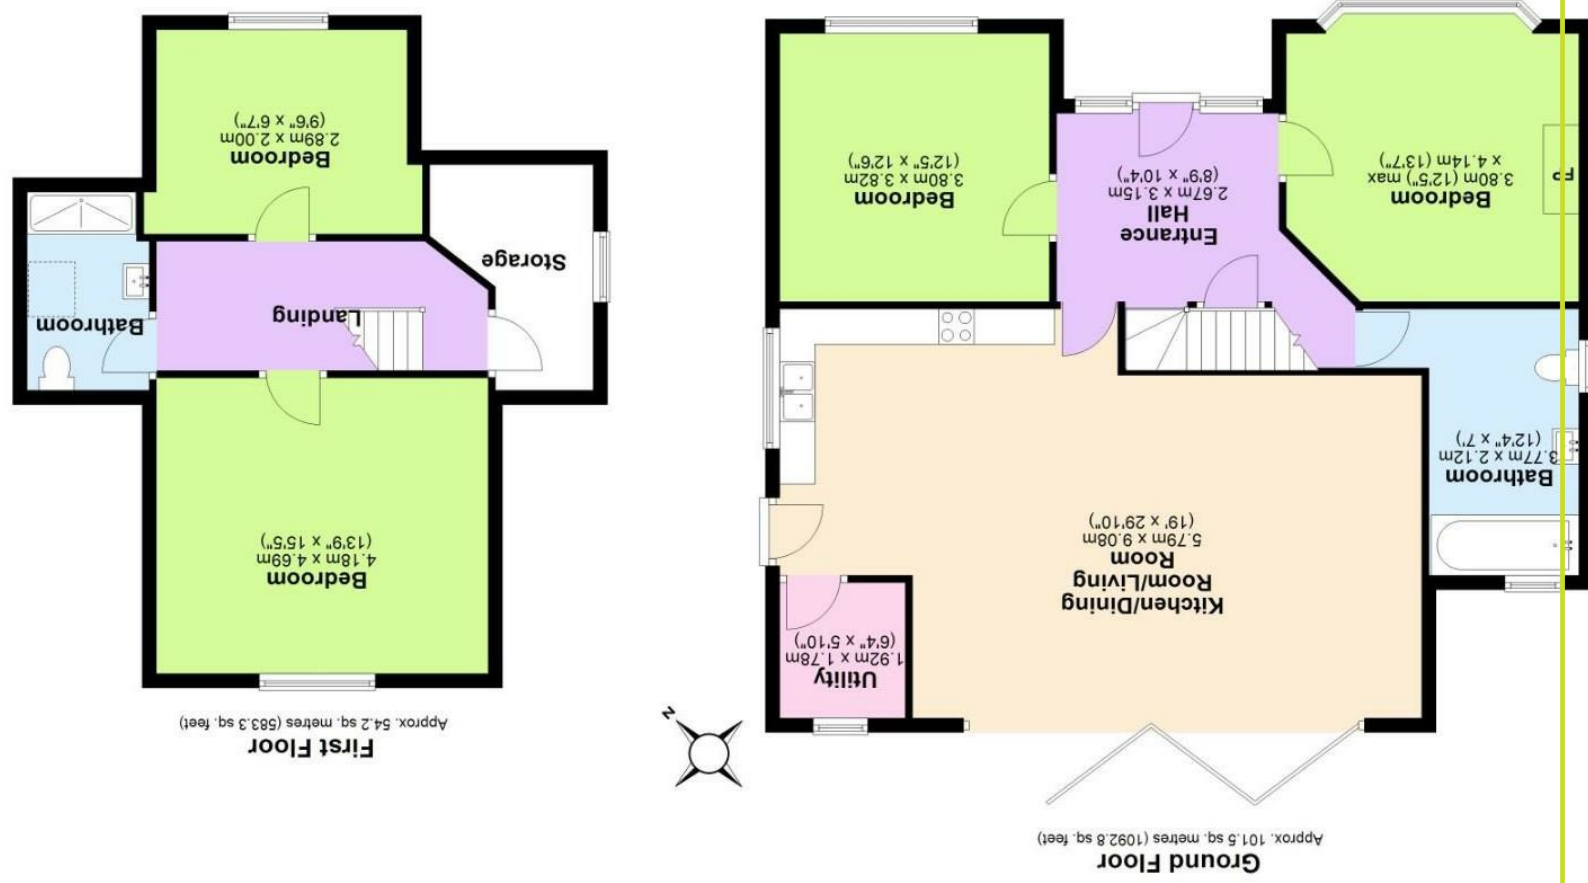 Ground Floor
Approx. 101.5 sq. metres (1092.8 sq. feet)
Utility
1.92m x 1.78m
(6'4" x 5'10")
Kitchen/Dining
Room/Living
Room
5.79m x 9.08m
(19' x 29'10")
Bathroom
3.77m x 2.12m
(12'4" x 7')
Entrance
Hall
2.67m x 3.15m
(8'9" x 10'4")
Bedroom
3.80m (12'5") max
x 4.14m (13'7")
FP
Bedroom
3.80m x 3.82m
(12'5" x 12'6")
First Floor
Approx. 54.2 sq. metres (583.3 sq. feet)
Bedroom
4.18m x 4.69m
(13'9" x 15'5")
Landing
Bathroom
Storage
Bedroom
2.89m x 2.00m
(9'6" x 6'7")
N